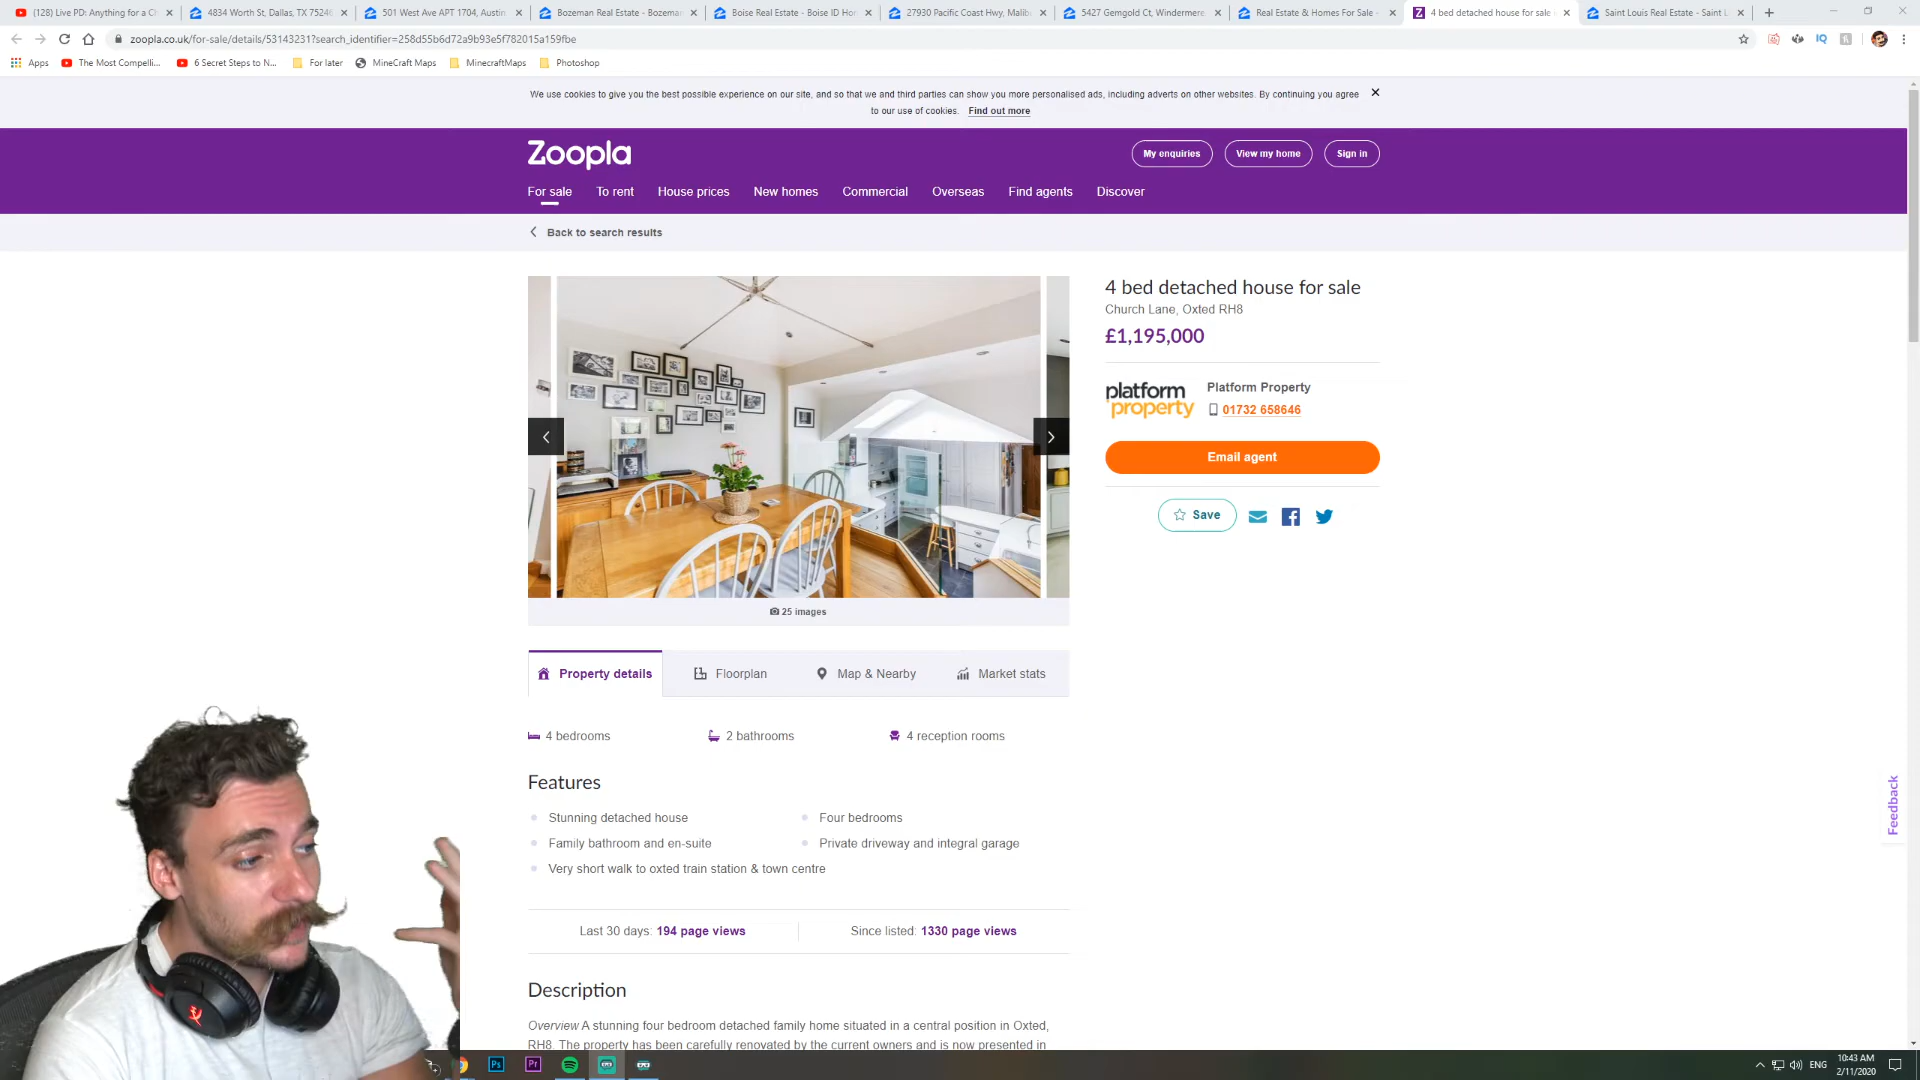 (128) Live PD: Anything for a Ch
4834 Worth St, Dallas, TX 75246
501 West Ave APT 1704, Austin
Bozeman Real Estate - Bozeman
Boise Real Estate - Boise ID Hor
27930 Pacific Coast Hwy, Malib
5427 Gemgold Ct, Windermere,
Real Estate & Homes For Sale -
4 bed detached house for sale i
Saint Louis Real Estate - Saint L
zoopla.co.uk/for-sale/details/53143231?search_identifier=258d55b6d72a9b93e5f782015a159fbe
Apps
The Most Compelli...
6 Secret Steps to N...
For later
MineCraft Maps
MinecraftMaps
Photoshop
We use cookies to give you the best possible experience on our site, and so that we and third parties can show you more personalised ads, including adverts on other websites. By continuing you agree
to our use of cookies. Find out more
Zoopla
My enquiries
View my home
Sign in
For sale
To rent
House prices
New homes
Commercial
Overseas
Find agents
Discover
Back to search results
4 bed detached house for sale
Church Lane, Oxted RH8
£1,195,000
platform
property
Platform Property
01732 658646
Email agent
Save
25 images
Property details
Floorplan
Map & Nearby
Market stats
4 bedrooms
2 bathrooms
4 reception rooms
Features
Stunning detached house
Four bedrooms
Family bathroom and en-suite
Private driveway and integral garage
Very short walk to oxted train station & town centre
Last 30 days: 194 page views
Since listed: 1330 page views
Feedback
Description
Overview A stunning four bedroom detached family home situated in a central position in Oxted,
RH8. The property has been carefully renovated by the current owners and is now presented in
Ps
Pr
ENG
10:43 AM
2/11/2020